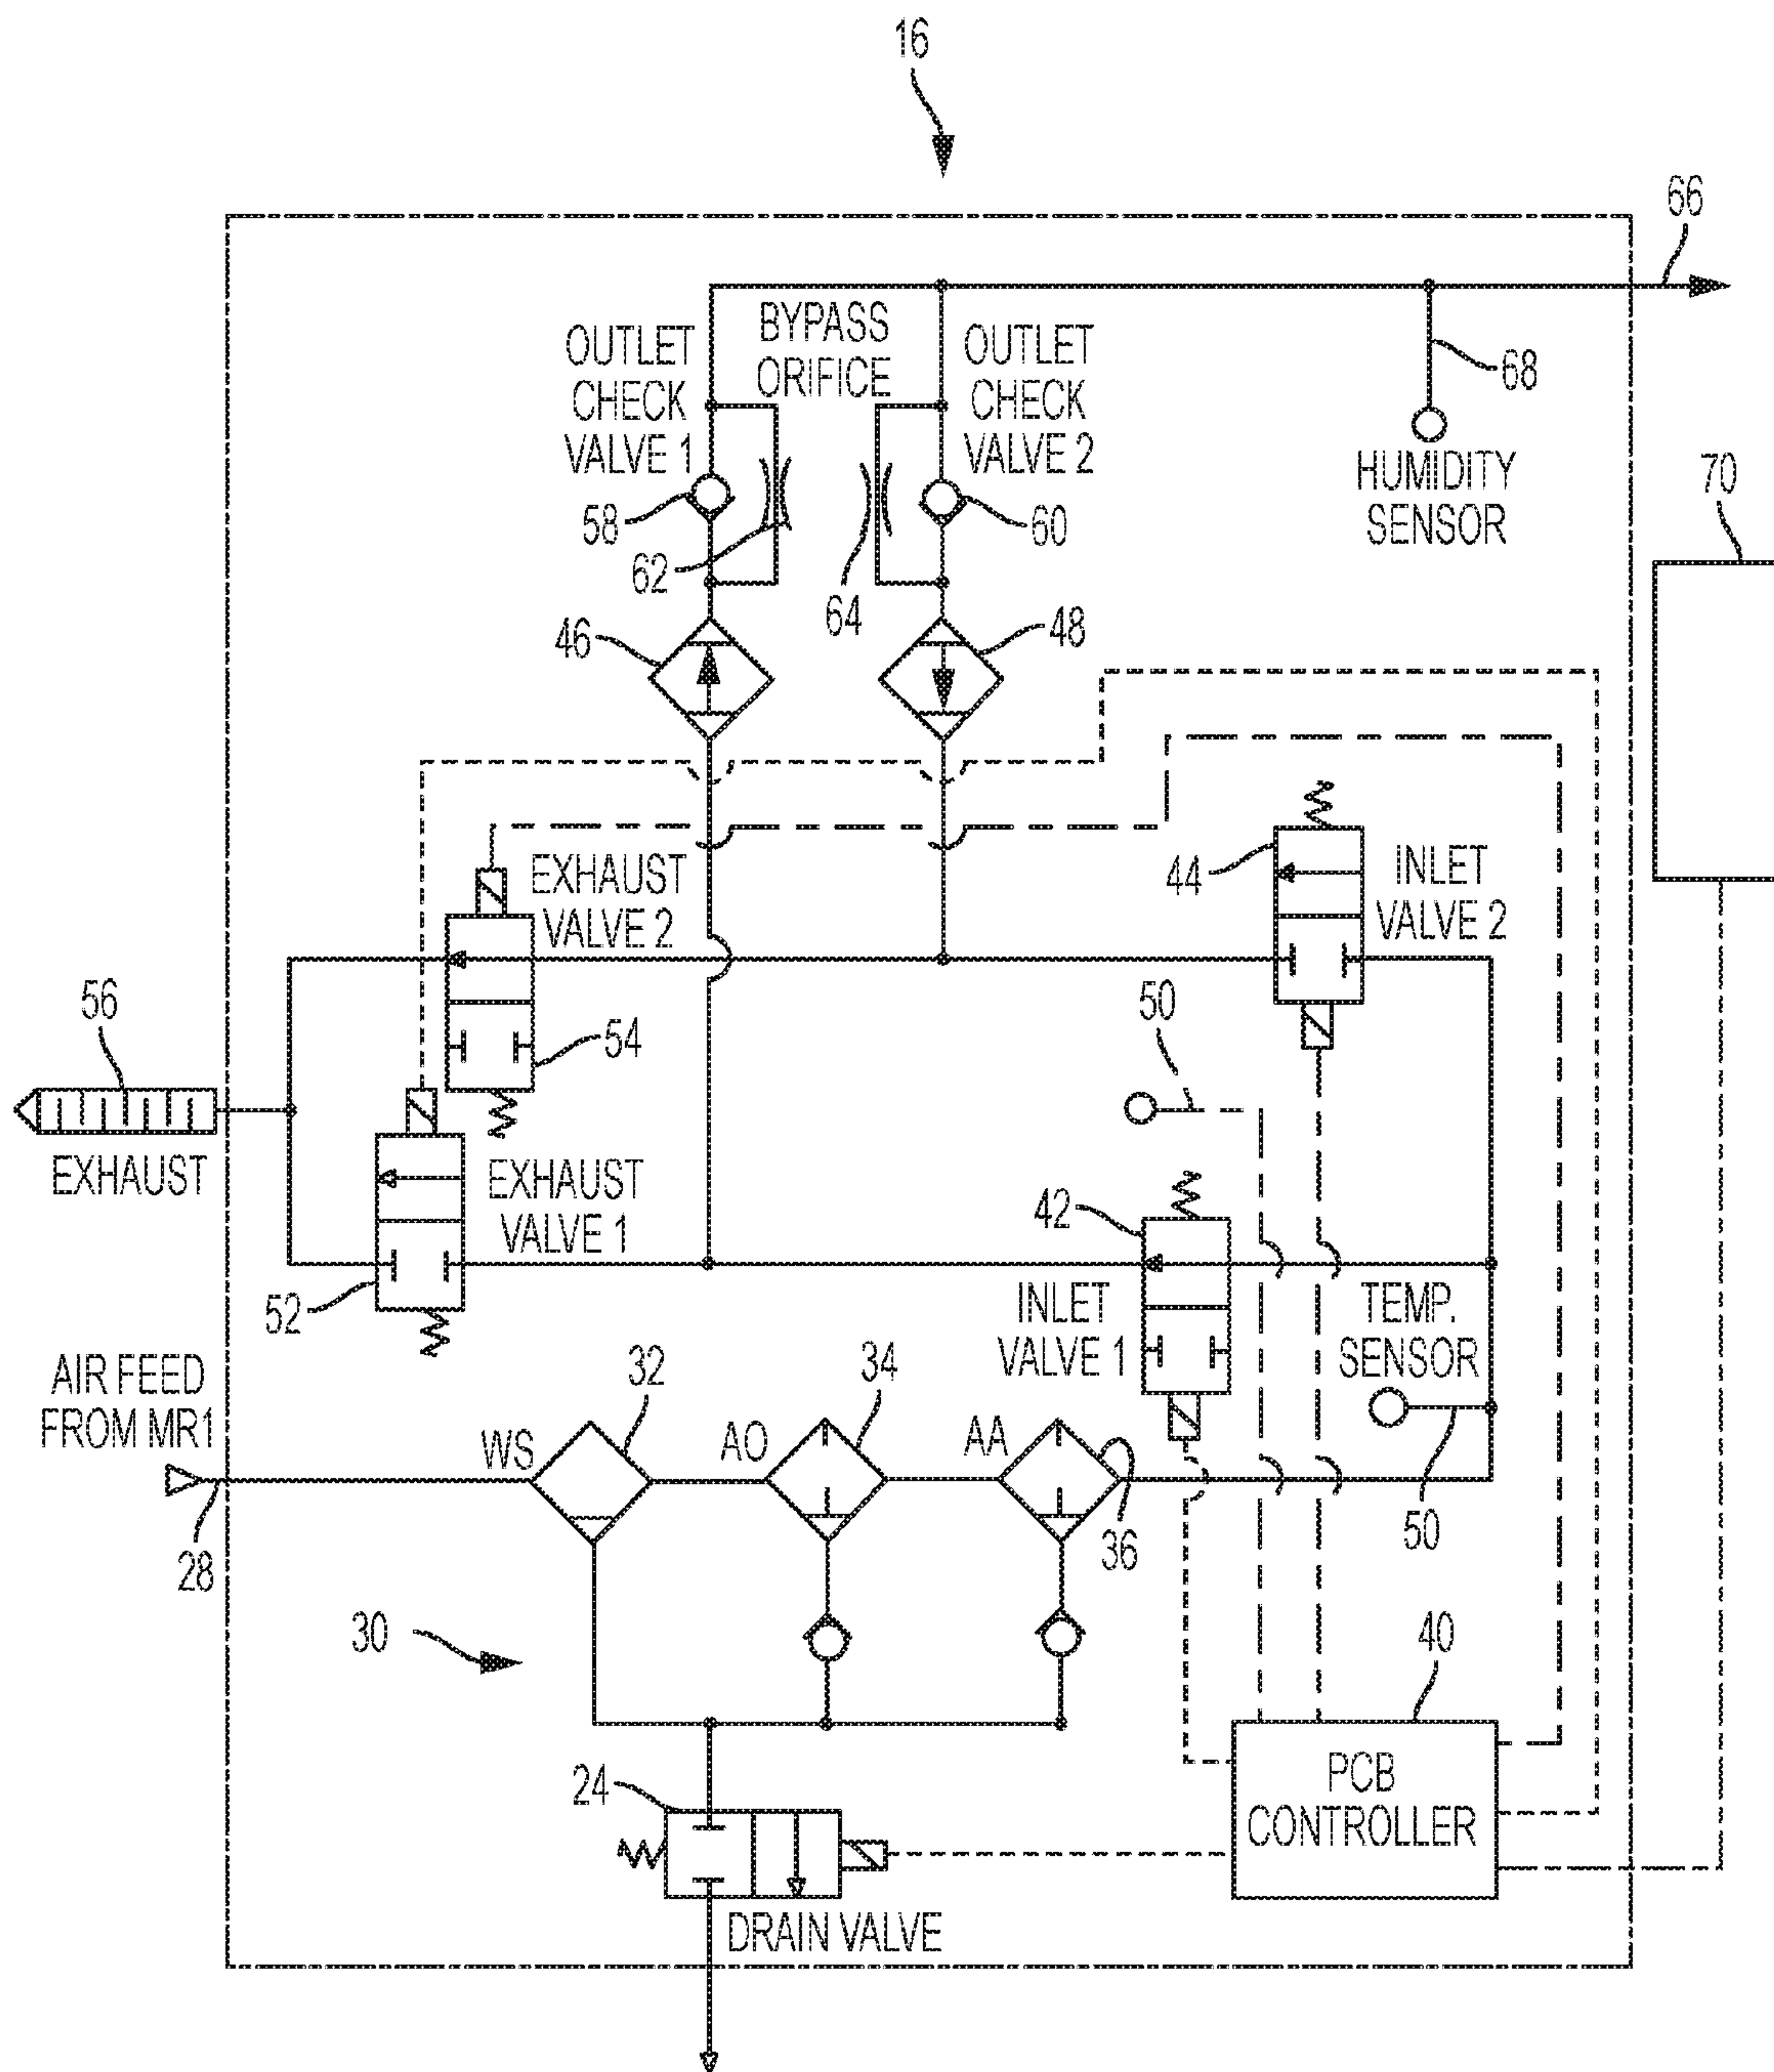 16
66
OUTLET
CHECK
VALVE 1
BYPASS
ORIFICE
OUTLET
CHECK
VALVE 2
68
HUMIDITY
SENSOR
70
58
62
64
60
46
48
44
INLET
VALVE 2
EXHAUST
VALVE 2
54
50
56
EXHAUST
EXHAUST
VALVE 1
52
42
INLET
VALVE 1
TEMP.
SENSOR
50
AIR FEED
FROM MR1
28
WS
32
AO
34
AA
36
30
40
PCB
CONTROLLER
24
DRAIN VALVE